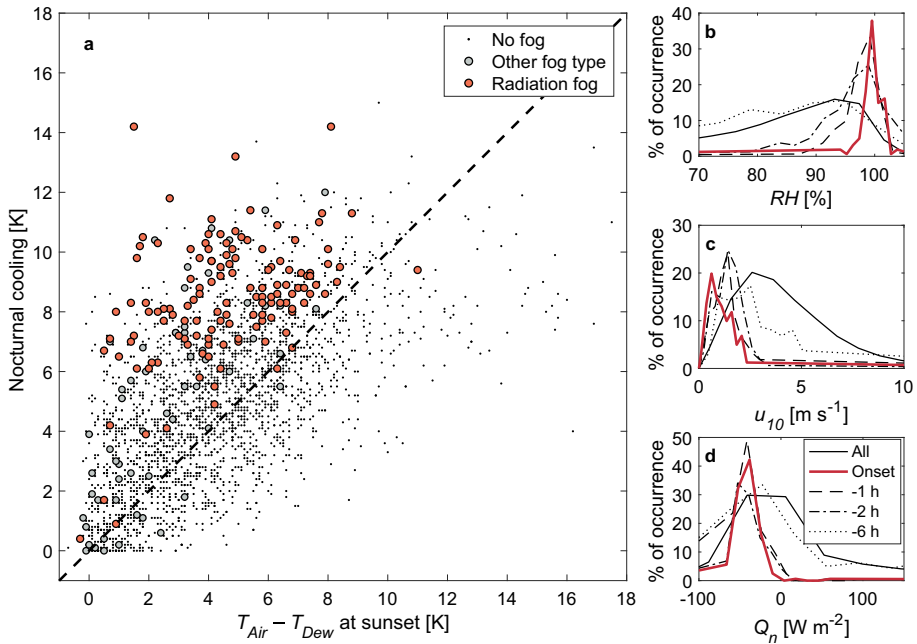 a
No fog
Other fog type
Radiation fog
18
16
14
12
10
8
6
4
2
0
0 2 4 6 8 10 12 14 16 18
Nocturnal cooling [K]
T_Air – T_Dew at sunset [K]
b
40
30
20
10
0
70 80 90 100
% of occurrence
RH [%]
c
30
20
10
0
0 5 10
% of occurrence
u_10 [m s⁻¹]
d
All
Onset
-1 h
-2 h
-6 h
50
40
30
20
10
0
-100 0 100
% of occurrence
Q_n [W m⁻²]